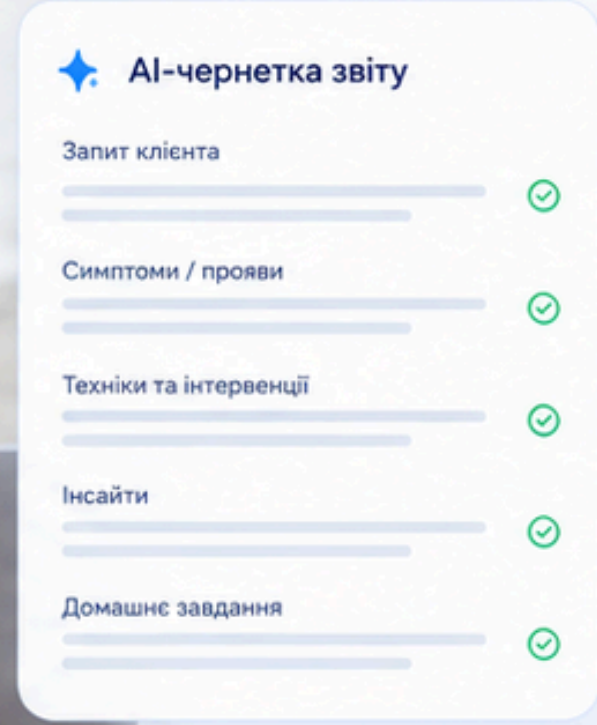 AI-чернетка звіту
Запит клієнта
Симптоми / прояви
Техніки та інтервенції
Інсайти
Домашнє завдання